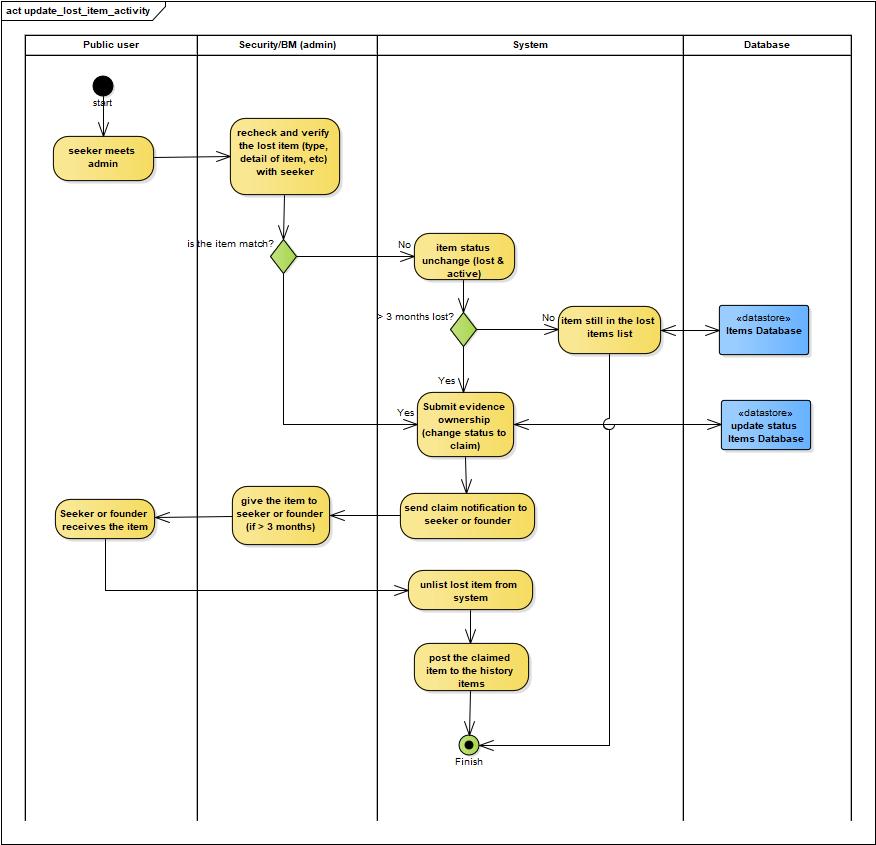 act update_lost_item_activity
Public user
Security/BM (admin)
System
Database
start
seeker meets
admin
recheck and verify
the lost item (type,
detail of item, etc)
with seeker
is the item match?
No
item status
unchange (lost &
active)
> 3 months lost?
No
item still in the lost
items list
«datastore»
Items Database
Yes
Yes
Submit evidence
ownership
(change status to
claim)
«datastore»
update status
Items Database
Seeker or founder
receives the item
give the item to
seeker or founder
(if > 3 months)
send claim notification to
seeker or founder
unlist lost item from
system
post the claimed
item to the history
items
Finish